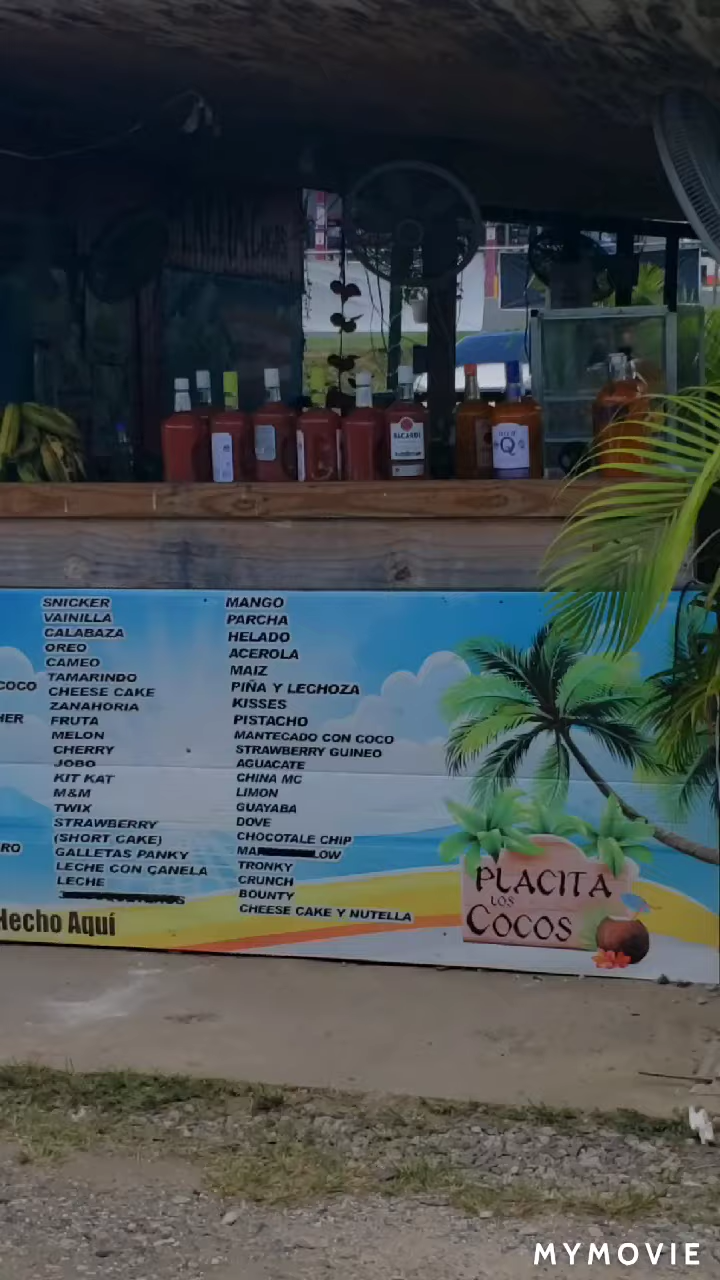 BACARDI
Q
COCO
HER
RO
SNICKER
VAINILLA
CALABAZA
OREO
CAMEO
TAMARINDO
CHEESE CAKE
ZANAHORIA
FRUTA
MELON
CHERRY
JOBO
KIT KAT
M&M
TWIX
STRAWBERRY
(SHORT CAKE)
GALLETAS PANKY
LECHE CON CANELA
LECHE
Hecho Aquí
MANGO
PARCHA
HELADO
ACEROLA
MAIZ
PIÑA Y LECHOZA
KISSES
PISTACHO
MANTECADO CON COCO
STRAWBERRY GUINEO
AGUACATE
CHINA MC
LIMON
GUAYABA
DOVE
CHOCOTALE CHIP
MA LOW
TRONKY
CRUNCH
BOUNTY
CHEESE CAKE Y NUTELLA
PLACITA
LOS
COCOS
MYMOVIE